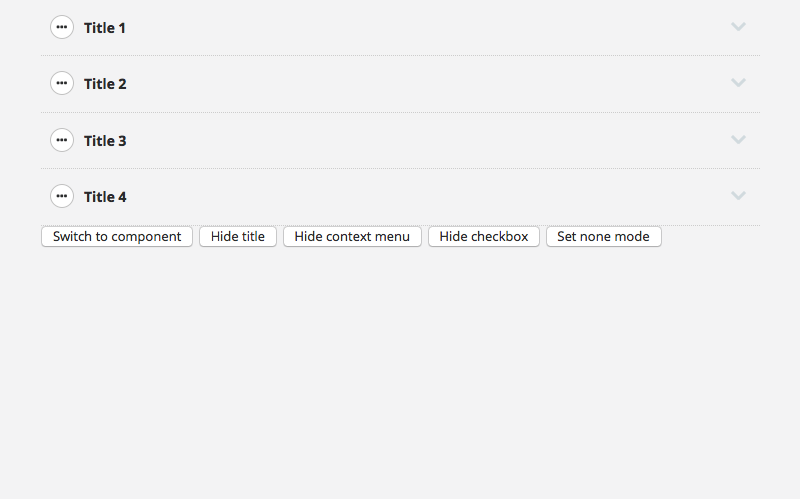 Title 1
Title 2
Title 3
Title 4
Switch to component Hide title Hide context menu Hide checkbox Set none mode